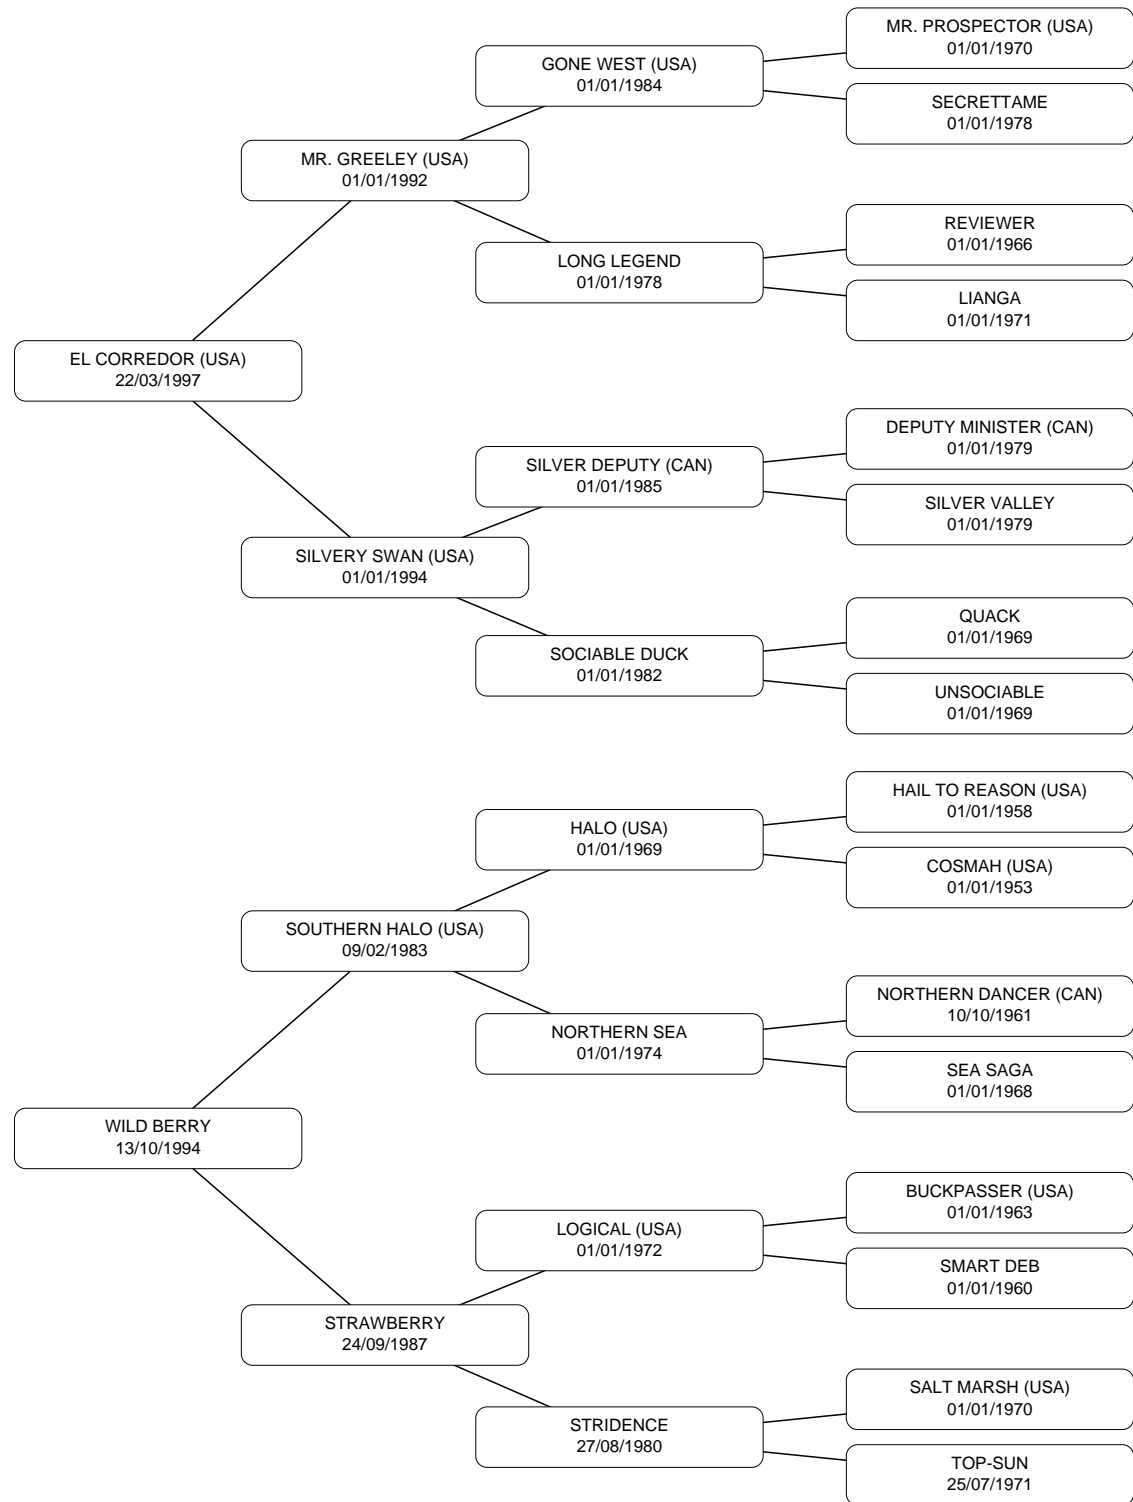 MR. PROSPECTOR (USA)
01/01/1970
GONE WEST (USA)
01/01/1984
SECRETTAME
01/01/1978
MR. GREELEY (USA)
01/01/1992
REVIEWER
01/01/1966
LONG LEGEND
01/01/1978
LIANGA
01/01/1971
EL CORREDOR (USA)
22/03/1997
DEPUTY MINISTER (CAN)
01/01/1979
SILVER DEPUTY (CAN)
01/01/1985
SILVER VALLEY
01/01/1979
SILVERY SWAN (USA)
01/01/1994
QUACK
01/01/1969
SOCIABLE DUCK
01/01/1982
UNSOCIABLE
01/01/1969
HAIL TO REASON (USA)
01/01/1958
HALO (USA)
01/01/1969
COSMAH (USA)
01/01/1953
SOUTHERN HALO (USA)
09/02/1983
NORTHERN DANCER (CAN)
10/10/1961
NORTHERN SEA
01/01/1974
SEA SAGA
01/01/1968
WILD BERRY
13/10/1994
BUCKPASSER (USA)
01/01/1963
LOGICAL (USA)
01/01/1972
SMART DEB
01/01/1960
STRAWBERRY
24/09/1987
SALT MARSH (USA)
01/01/1970
STRIDENCE
27/08/1980
TOP-SUN
25/07/1971